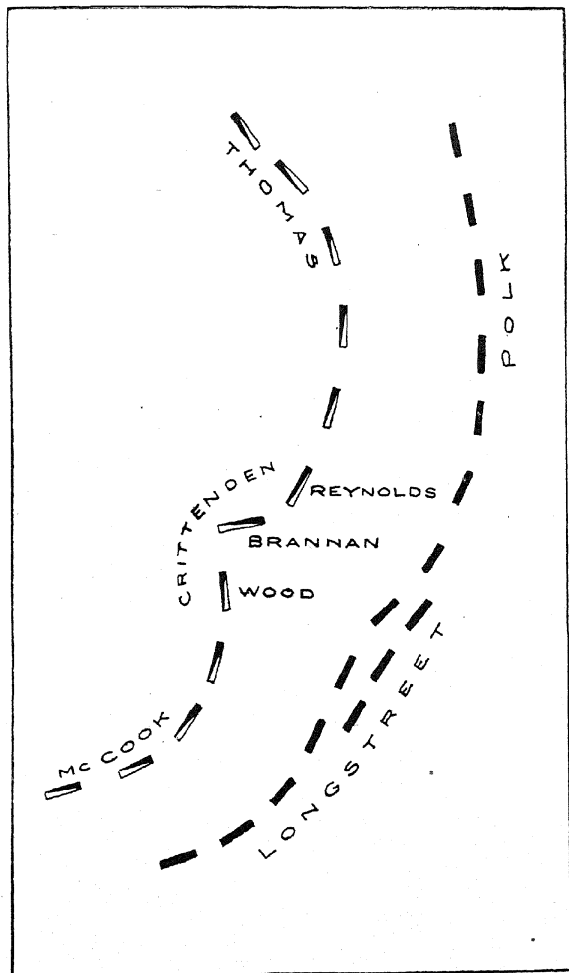 THOMAS
POLK
CRITTENDEN
REYNOLDS
BRANNAN
WOOD
McCOOK
LONGSTREET